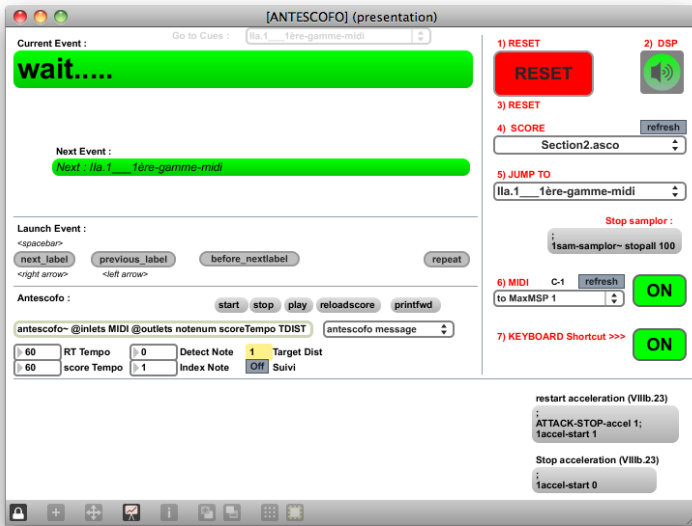 [ANTESCOFO] (presentation)
Current Event :
Go to Cues :
IIa.1___1ère-gamme-midi
wait.....
Next Event :
Next : IIa.1___1ère-gamme-midi
Launch Event :
<spacebar>
next_label
previous_label
before_nextlabel
repeat
<right arrow>
<left arrow>
Antescofo :
start
stop
play
reloadscore
printfwd
antescofo~ @inlets MIDI @outlets notenum scoreTempo TDIST
antescofo message
60
RT Tempo
0
Detect Note
1
Target Dist
60
score Tempo
1
Index Note
Off
Suivi
1) RESET
2) DSP
RESET
3) RESET
4) SCORE
refresh
Section2.asco
5) JUMP TO
IIa.1___1ère-gamme-midi
Stop samplor :
;
1sam-samplor~ stopall 100
6) MIDI
C-1
refresh
to MaxMSP 1
ON
7) KEYBOARD Shortcut >>>
ON
restart acceleration (VIIIb.23)
;
ATTACK-STOP-accel 1;
1accel-start 1
Stop acceleration (VIIIb.23)
;
1accel-start 0